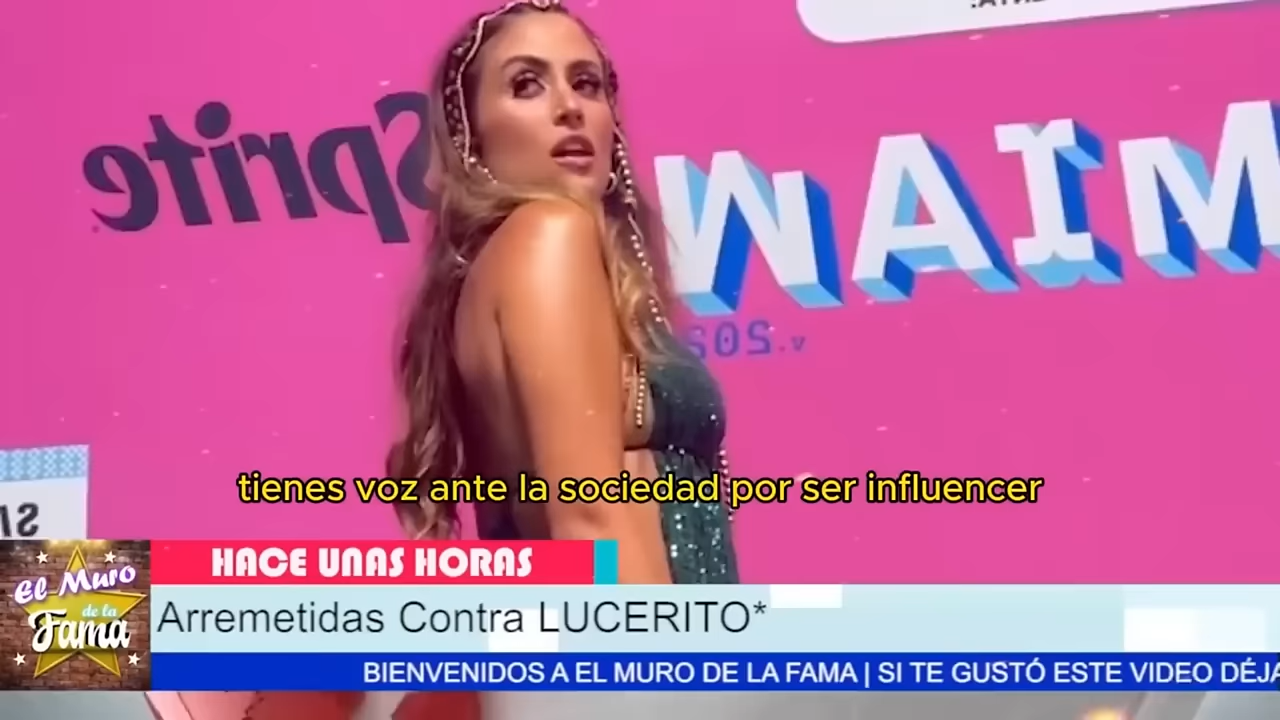 Sprite
MIAW
tienes voz ante la sociedad por ser influencer
HACE UNAS HORAS
El Muro
de la
Fama
Arremetidas Contra LUCERITO*
BIENVENIDOS A EL MURO DE LA FAMA | SI TE GUSTÓ ESTE VIDEO DÉJA